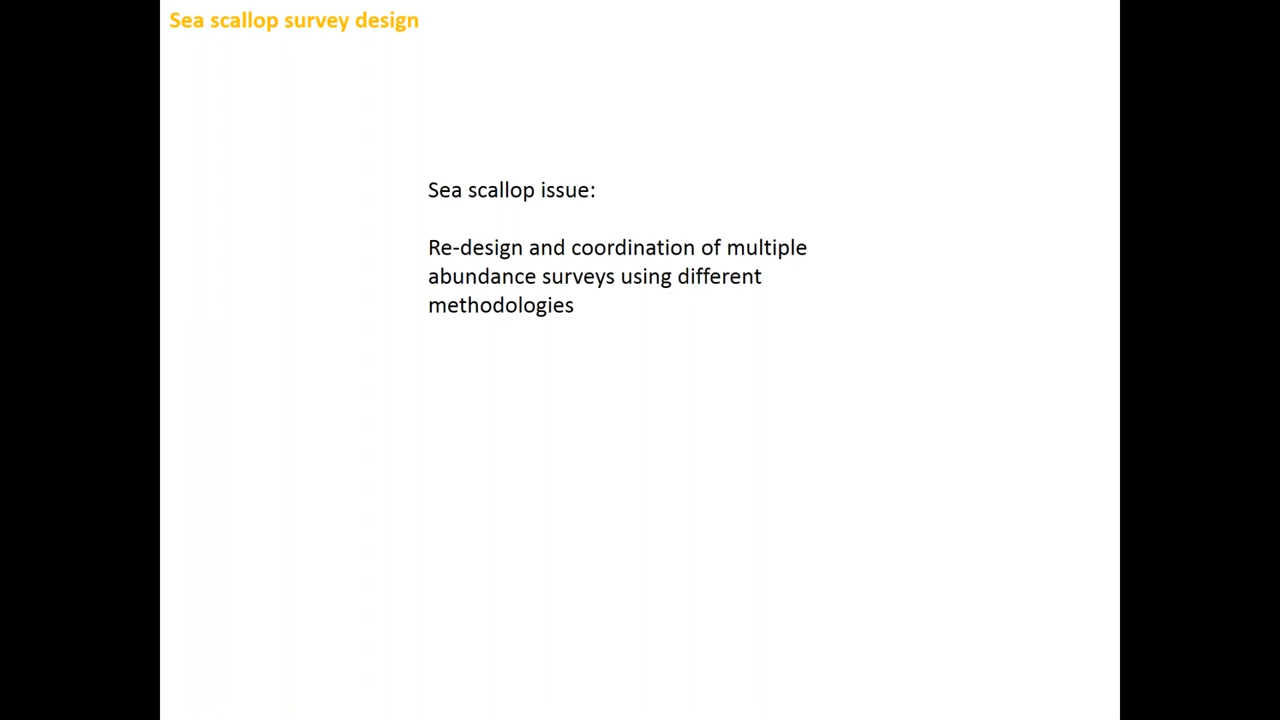 Sea scallop survey design
Sea scallop issue:
Re-design and coordination of multiple
abundance surveys using different
methodologies